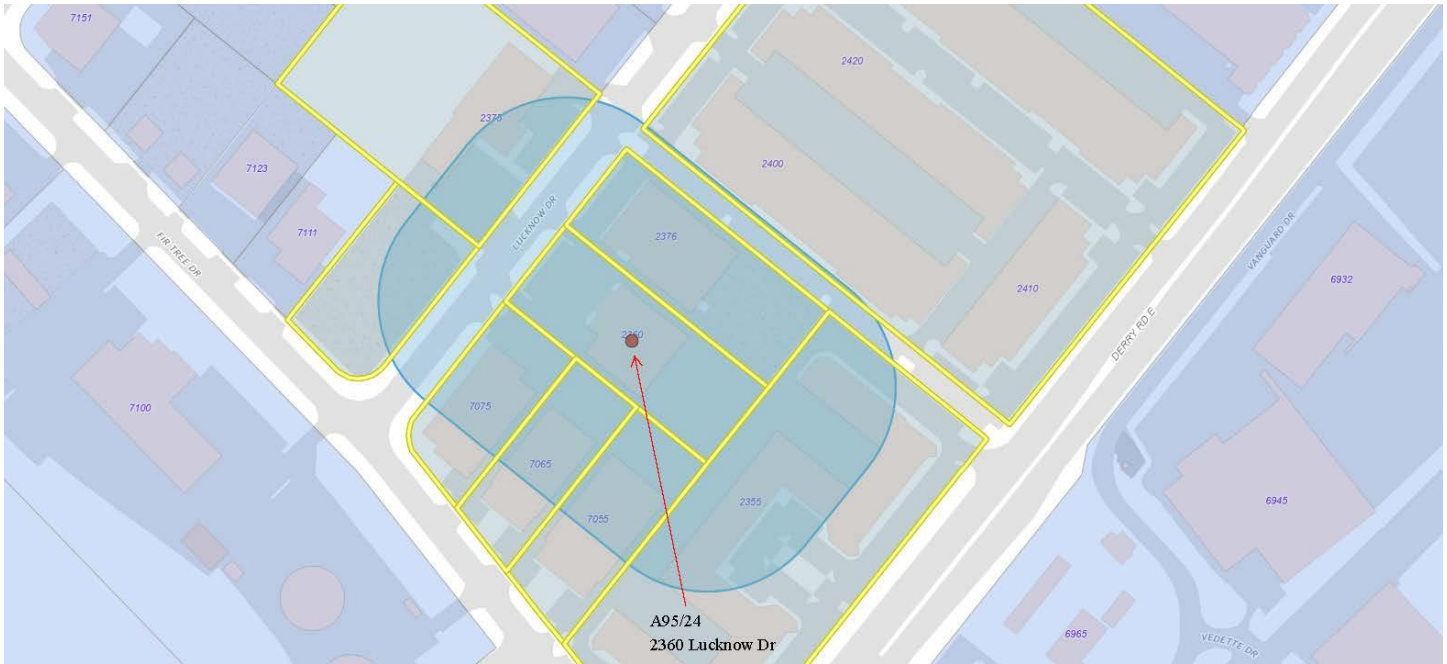 7151
2420
2375
2400
7123
LUCKNOW DR
7111
2376
FIR TREE DR
VANGUARD DR
6932
2410
2360
DERRY RD E
7100
7075
7065
2355
6945
7055
A95/24
2360 Lucknow Dr
6965
VEDETTE DR